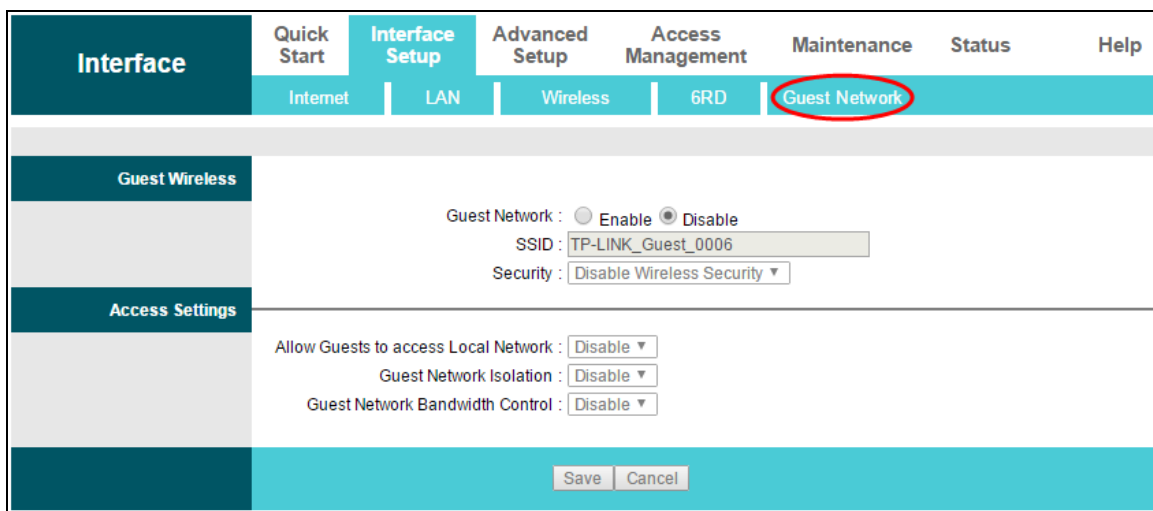 Interface
Quick Start
Interface Setup
Advanced Setup
Access Management
Maintenance
Status
Help
Internet
LAN
Wireless
6RD
Guest Network
Guest Wireless
Guest Network : Enable Disable
SSID : TP-LINK_Guest_0006
Security : Disable Wireless Security
Access Settings
Allow Guests to access Local Network : Disable
Guest Network Isolation : Disable
Guest Network Bandwidth Control : Disable
Save Cancel